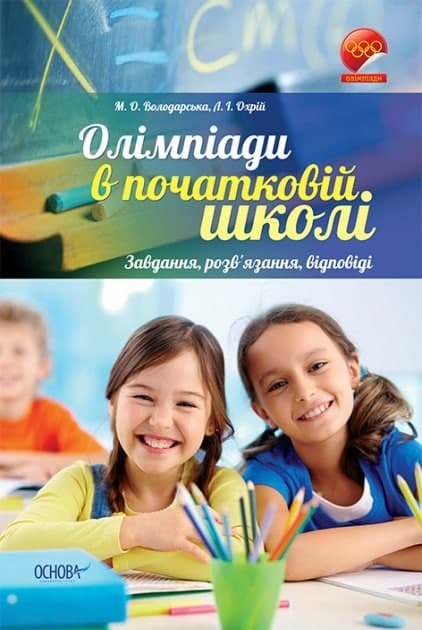 ОЛІМПІАДИ
М. О. Володарська, Л. І. Охрій
Олімпіади
в початковій
школі
Завдання, розв'язання, відповіді
ОСНОВА